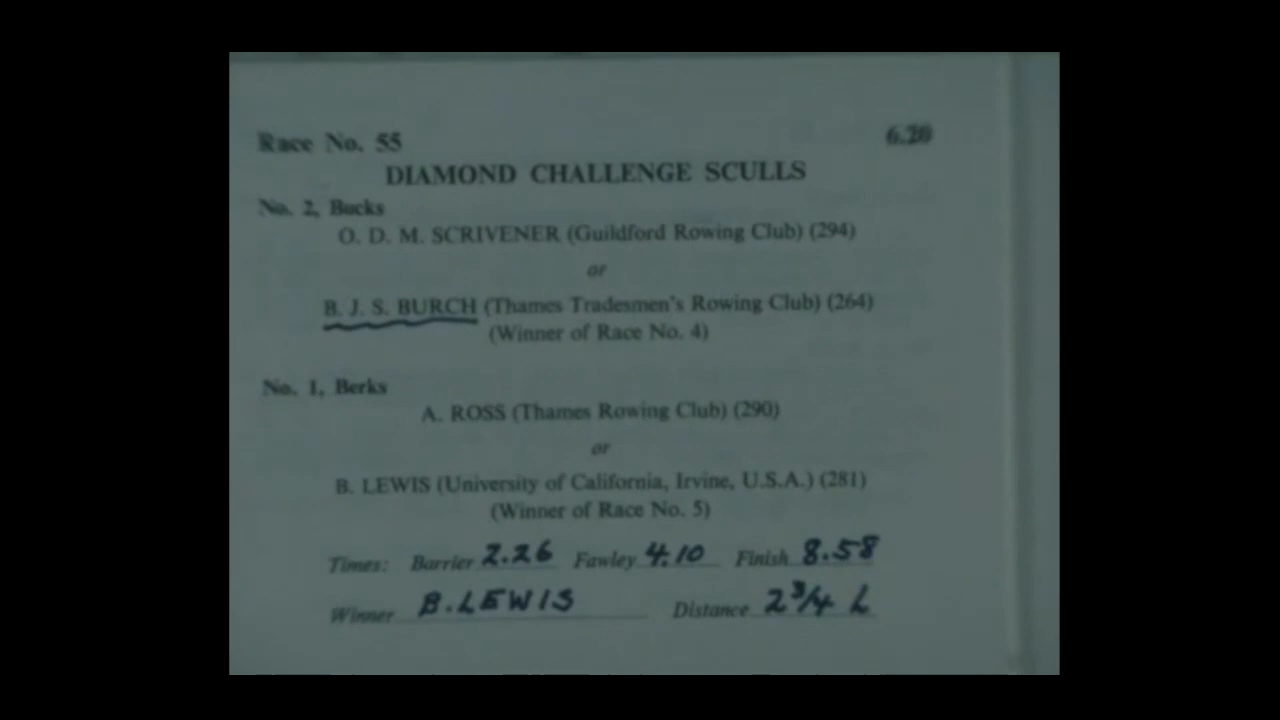 Race No. 55 6.20
DIAMOND CHALLENGE SCULLS
No. 2, Bucks
O. D. M. SCRIVENER (Guildford Rowing Club) (294)
or
B. J. S. BURCH (Thames Tradesmen's Rowing Club) (264)
(Winner of Race No. 4)
No. 1, Berks
A. ROSS (Thames Rowing Club) (290)
or
B. LEWIS (University of California, Irvine, U.S.A.) (281)
(Winner of Race No. 5)
Times: Barrier 2.26 Fawley 4.10 Finish 8.58
Winner B.LEWIS Distance 2¾ L